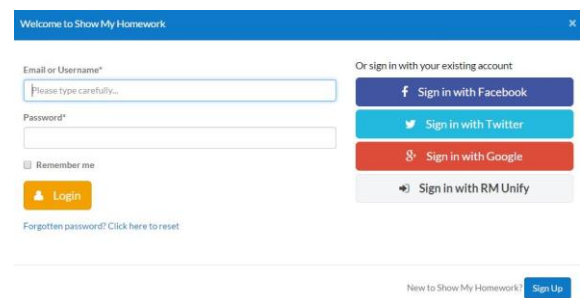 Welcome to Show My Homework
×
Email or Username*
Please type carefully...
Password*
Remember me
Login
Forgotten password? Click here to reset
Or sign in with your existing account
Sign in with Facebook
Sign in with Twitter
Sign in with Google
Sign in with RM Unify
New to Show My Homework? Sign Up